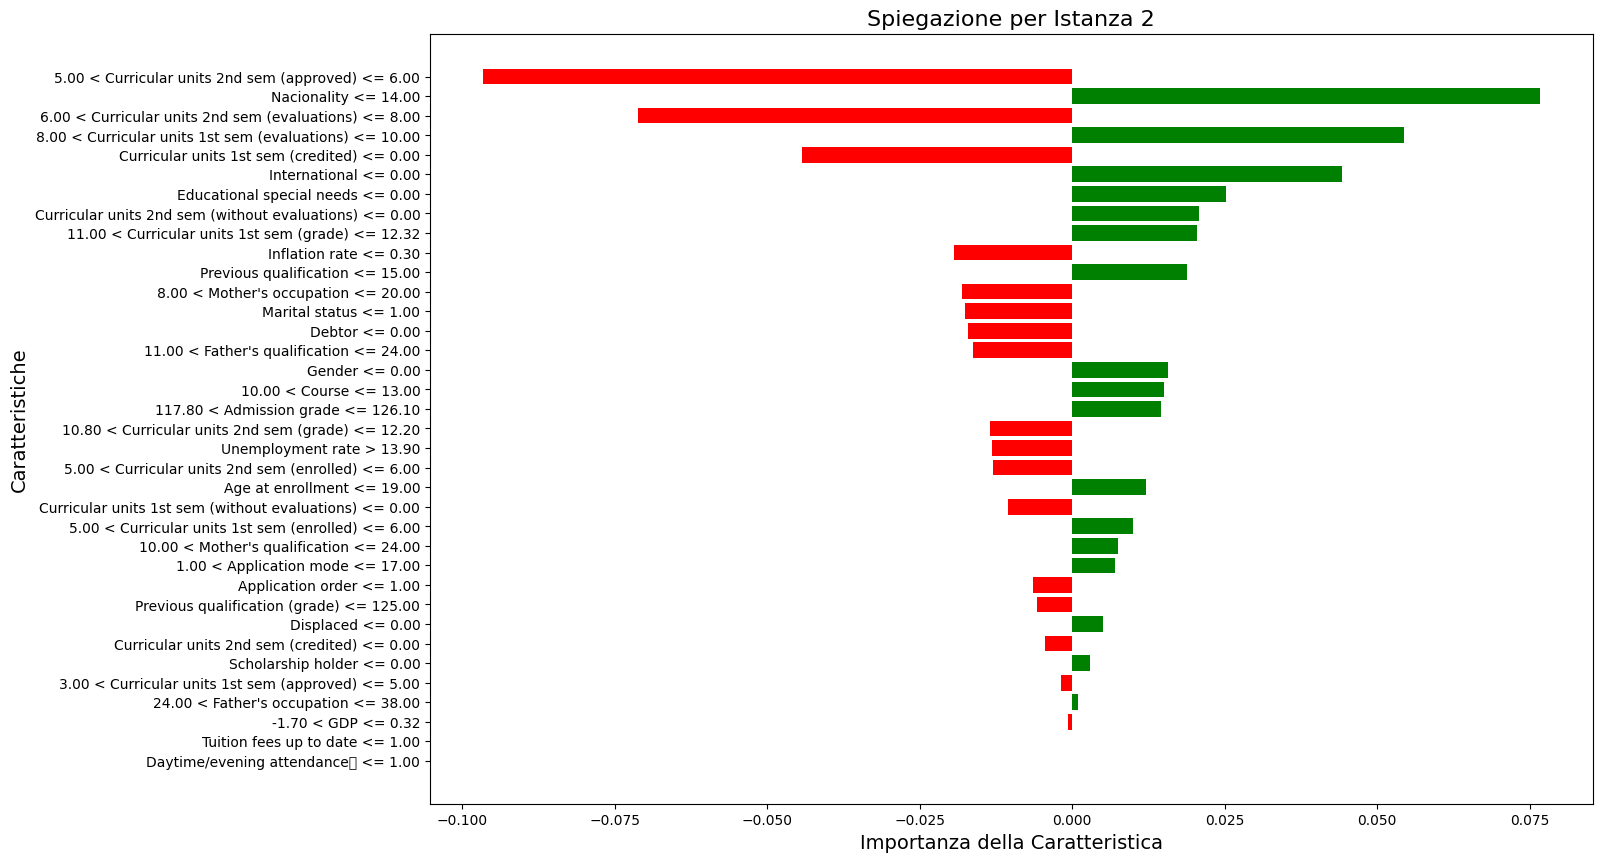 Spiegazione per Istanza 2
5.00 < Curricular units 2nd sem (approved) <= 6.00
Nacionality <= 14.00
6.00 < Curricular units 2nd sem (evaluations) <= 8.00
8.00 < Curricular units 1st sem (evaluations) <= 10.00
Curricular units 1st sem (credited) <= 0.00
International <= 0.00
Educational special needs <= 0.00
Curricular units 2nd sem (without evaluations) <= 0.00
11.00 < Curricular units 1st sem (grade) <= 12.32
Inflation rate <= 0.30
Previous qualification <= 15.00
8.00 < Mother's occupation <= 20.00
Marital status <= 1.00
Debtor <= 0.00
11.00 < Father's qualification <= 24.00
Gender <= 0.00
10.00 < Course <= 13.00
117.80 < Admission grade <= 126.10
10.80 < Curricular units 2nd sem (grade) <= 12.20
Unemployment rate > 13.90
5.00 < Curricular units 2nd sem (enrolled) <= 6.00
Age at enrollment <= 19.00
Curricular units 1st sem (without evaluations) <= 0.00
5.00 < Curricular units 1st sem (enrolled) <= 6.00
10.00 < Mother's qualification <= 24.00
1.00 < Application mode <= 17.00
Application order <= 1.00
Previous qualification (grade) <= 125.00
Displaced <= 0.00
Curricular units 2nd sem (credited) <= 0.00
Scholarship holder <= 0.00
3.00 < Curricular units 1st sem (approved) <= 5.00
24.00 < Father's occupation <= 38.00
-1.70 < GDP <= 0.32
Tuition fees up to date <= 1.00
Daytime/evening attendance▯ <= 1.00
Caratteristiche
−0.100 −0.075 −0.050 −0.025 0.000 0.025 0.050 0.075
Importanza della Caratteristica